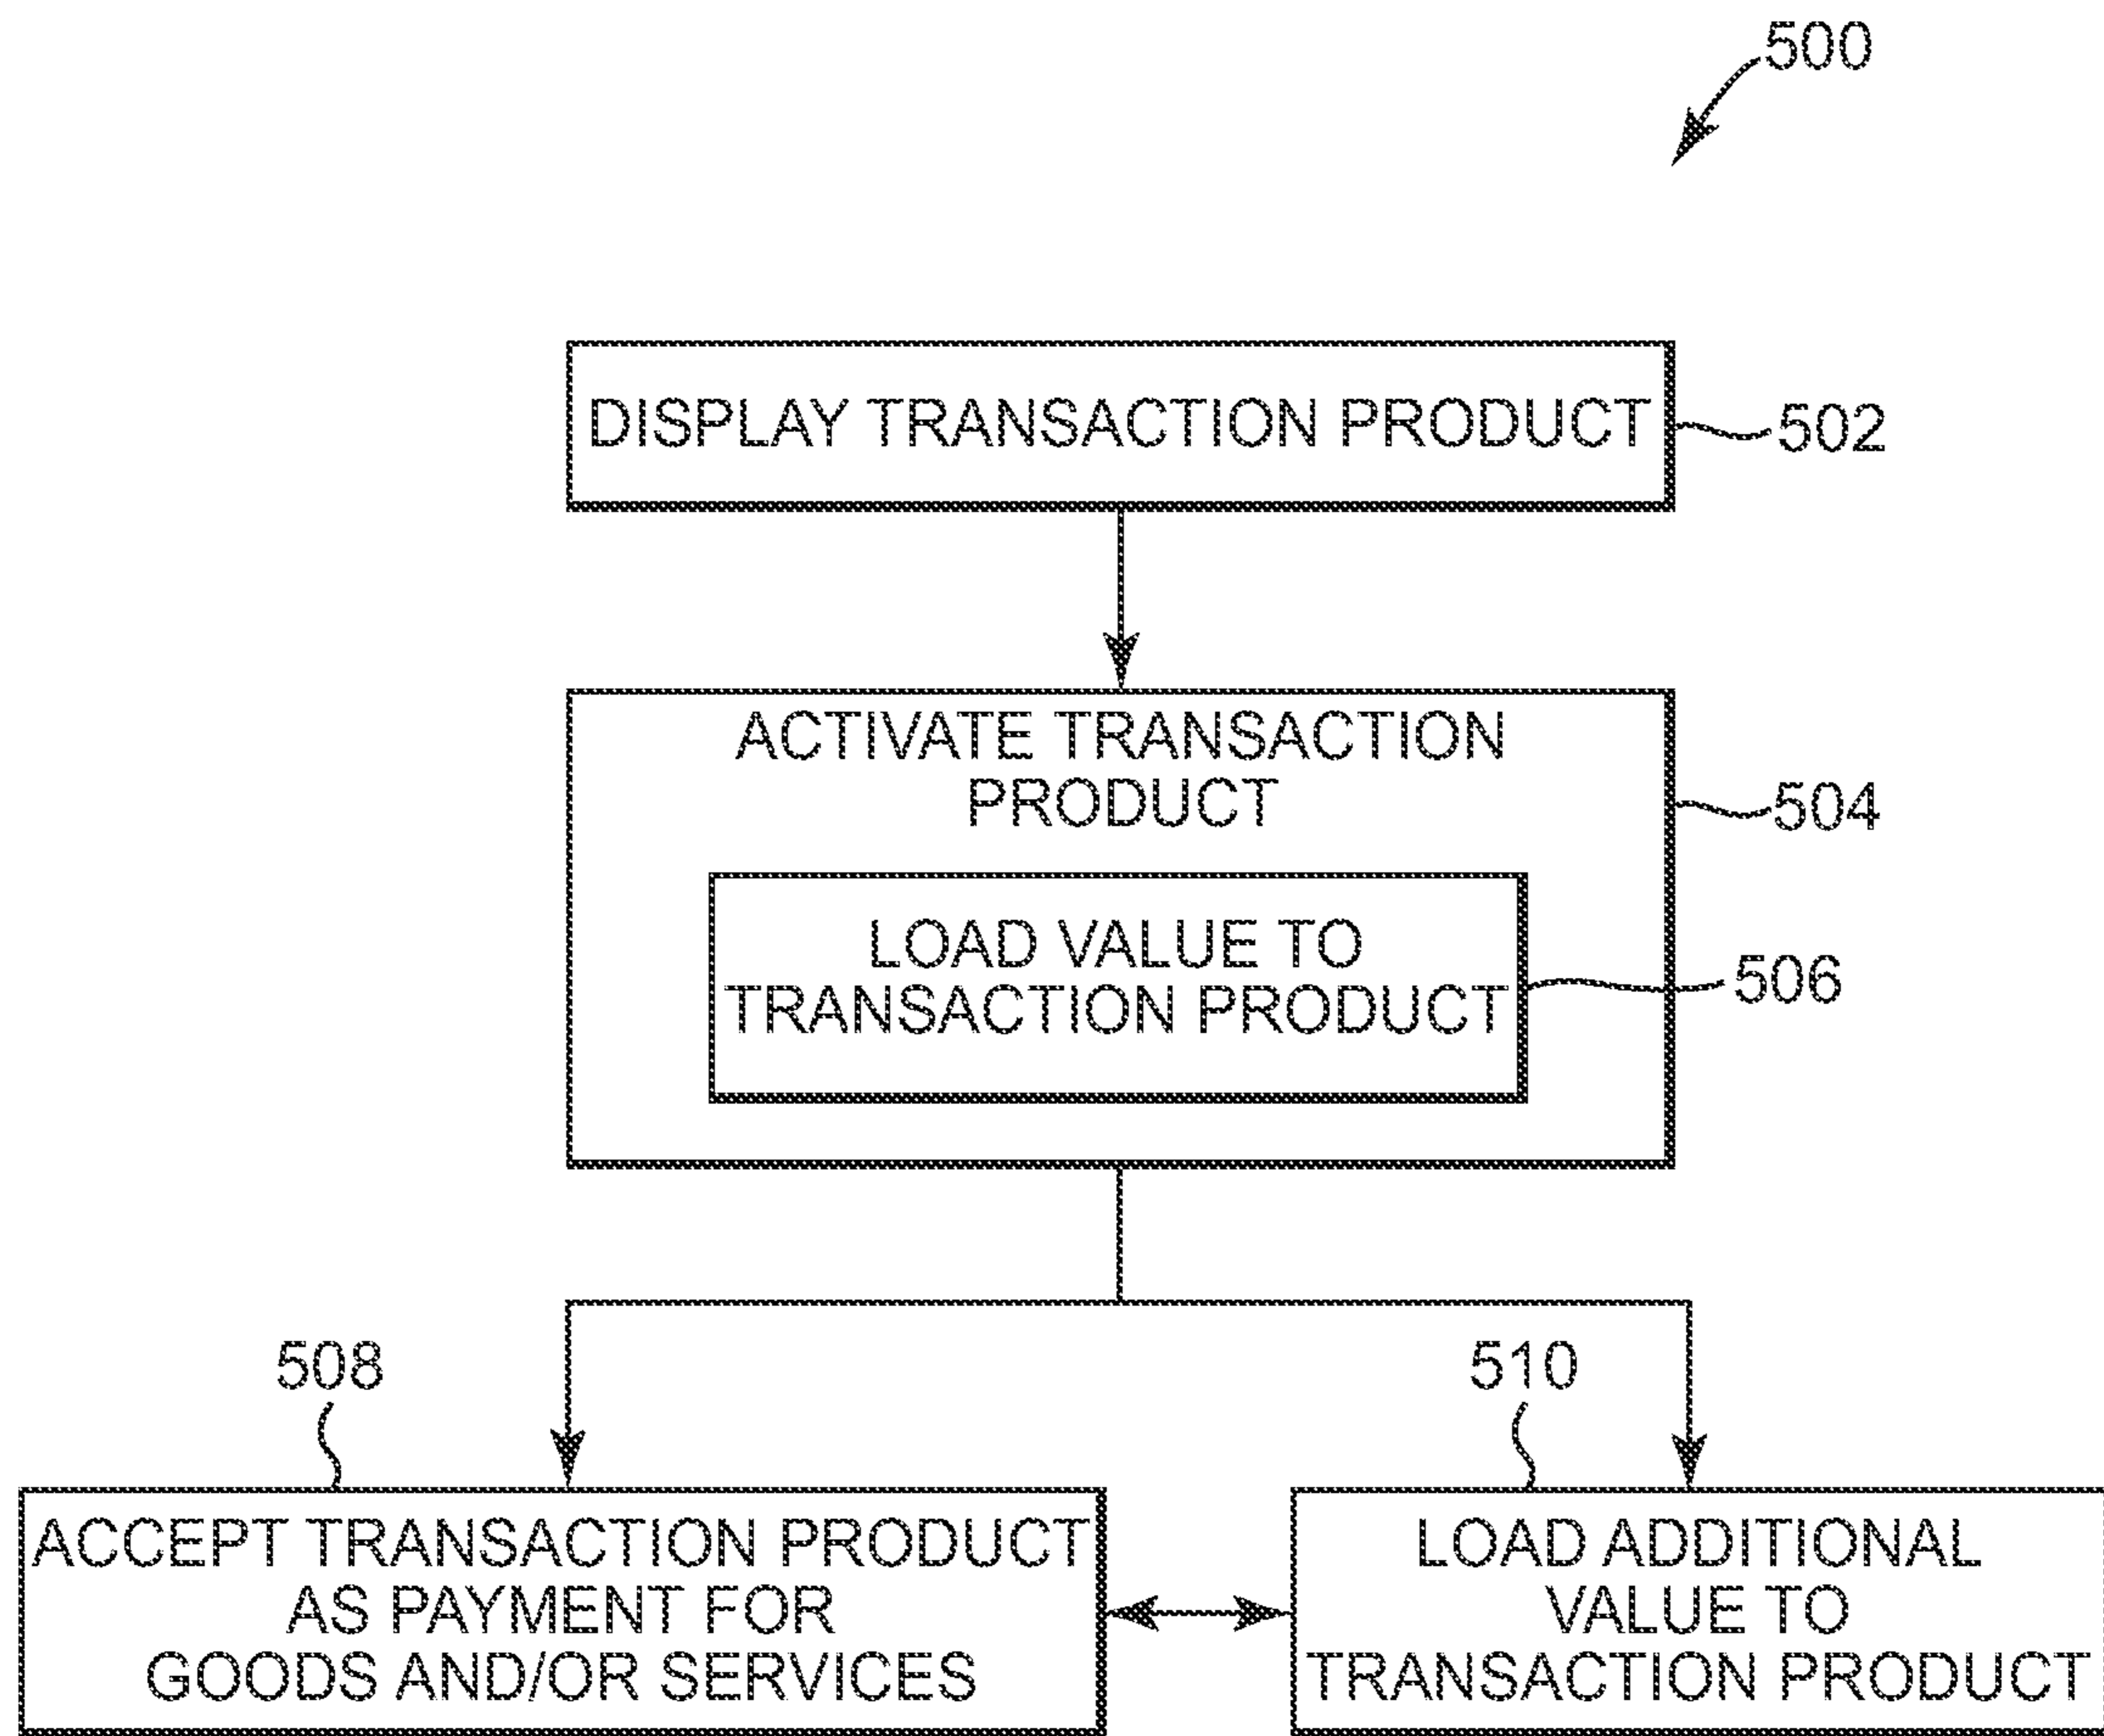 500
DISPLAY TRANSACTION PRODUCT
502
ACTIVATE TRANSACTION
PRODUCT
504
LOAD VALUE TO
TRANSACTION PRODUCT
506
508
510
ACCEPT TRANSACTION PRODUCT
AS PAYMENT FOR
GOODS AND/OR SERVICES
LOAD ADDITIONAL
VALUE TO
TRANSACTION PRODUCT